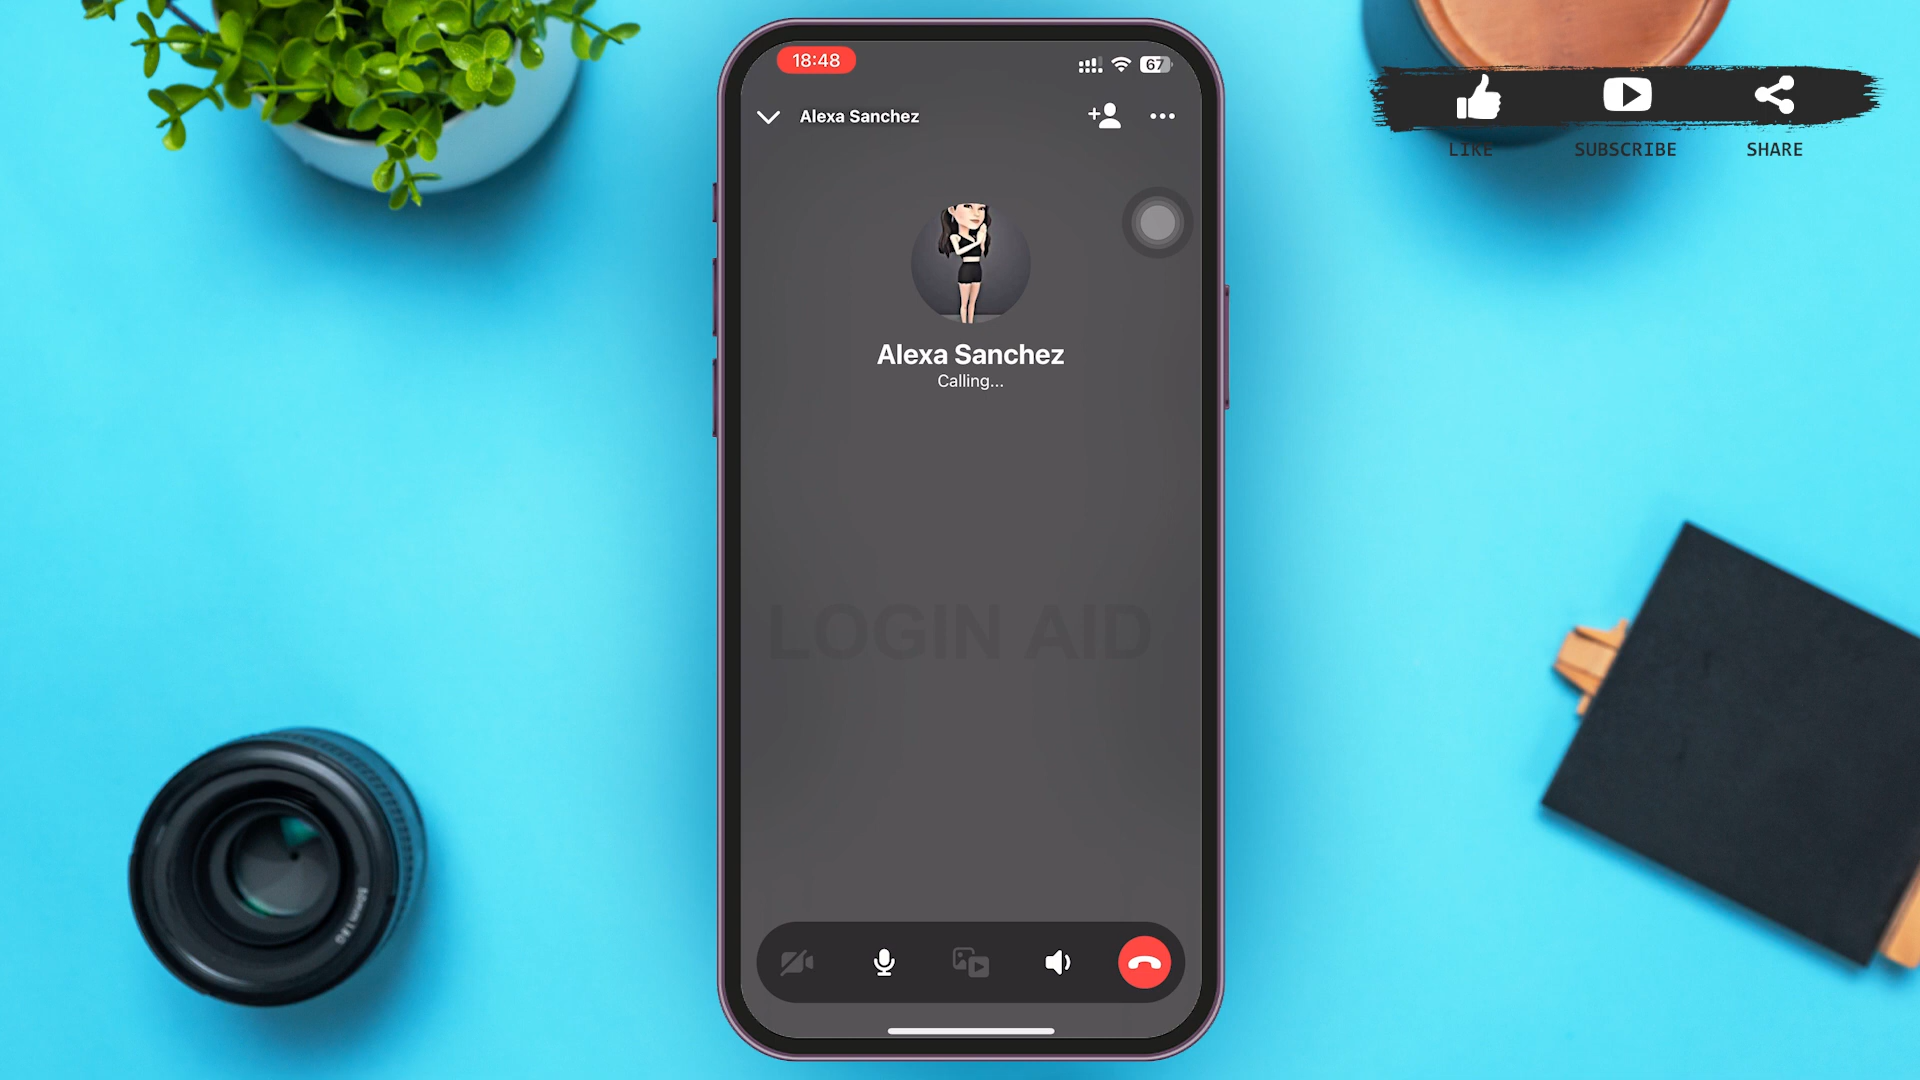 18:48
67
Alexa Sanchez
LIKE
SUBSCRIBE
SHARE
Alexa Sanchez
Calling...
LOGIN AID